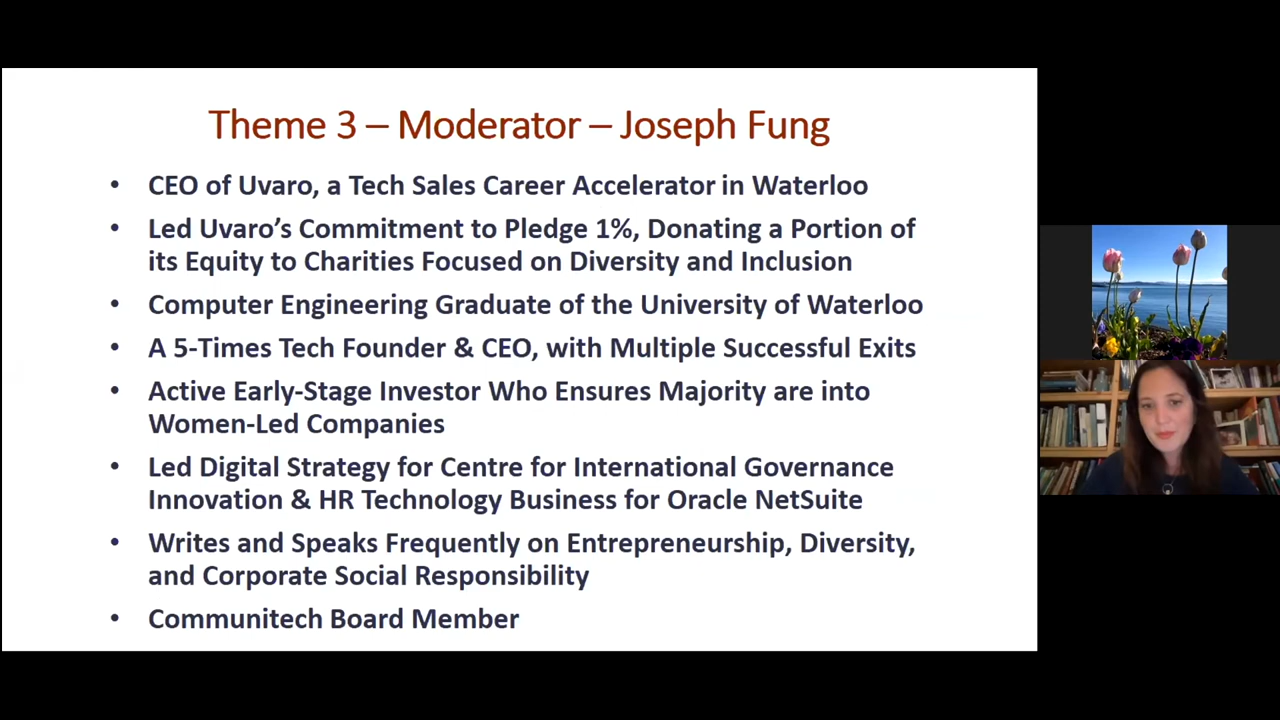 Theme 3 – Moderator – Joseph Fung
• CEO of Uvaro, a Tech Sales Career Accelerator in Waterloo
• Led Uvaro’s Commitment to Pledge 1%, Donating a Portion of
its Equity to Charities Focused on Diversity and Inclusion
• Computer Engineering Graduate of the University of Waterloo
• A 5-Times Tech Founder & CEO, with Multiple Successful Exits
• Active Early-Stage Investor Who Ensures Majority are into
Women-Led Companies
• Led Digital Strategy for Centre for International Governance
Innovation & HR Technology Business for Oracle NetSuite
• Writes and Speaks Frequently on Entrepreneurship, Diversity,
and Corporate Social Responsibility
• Communitech Board Member